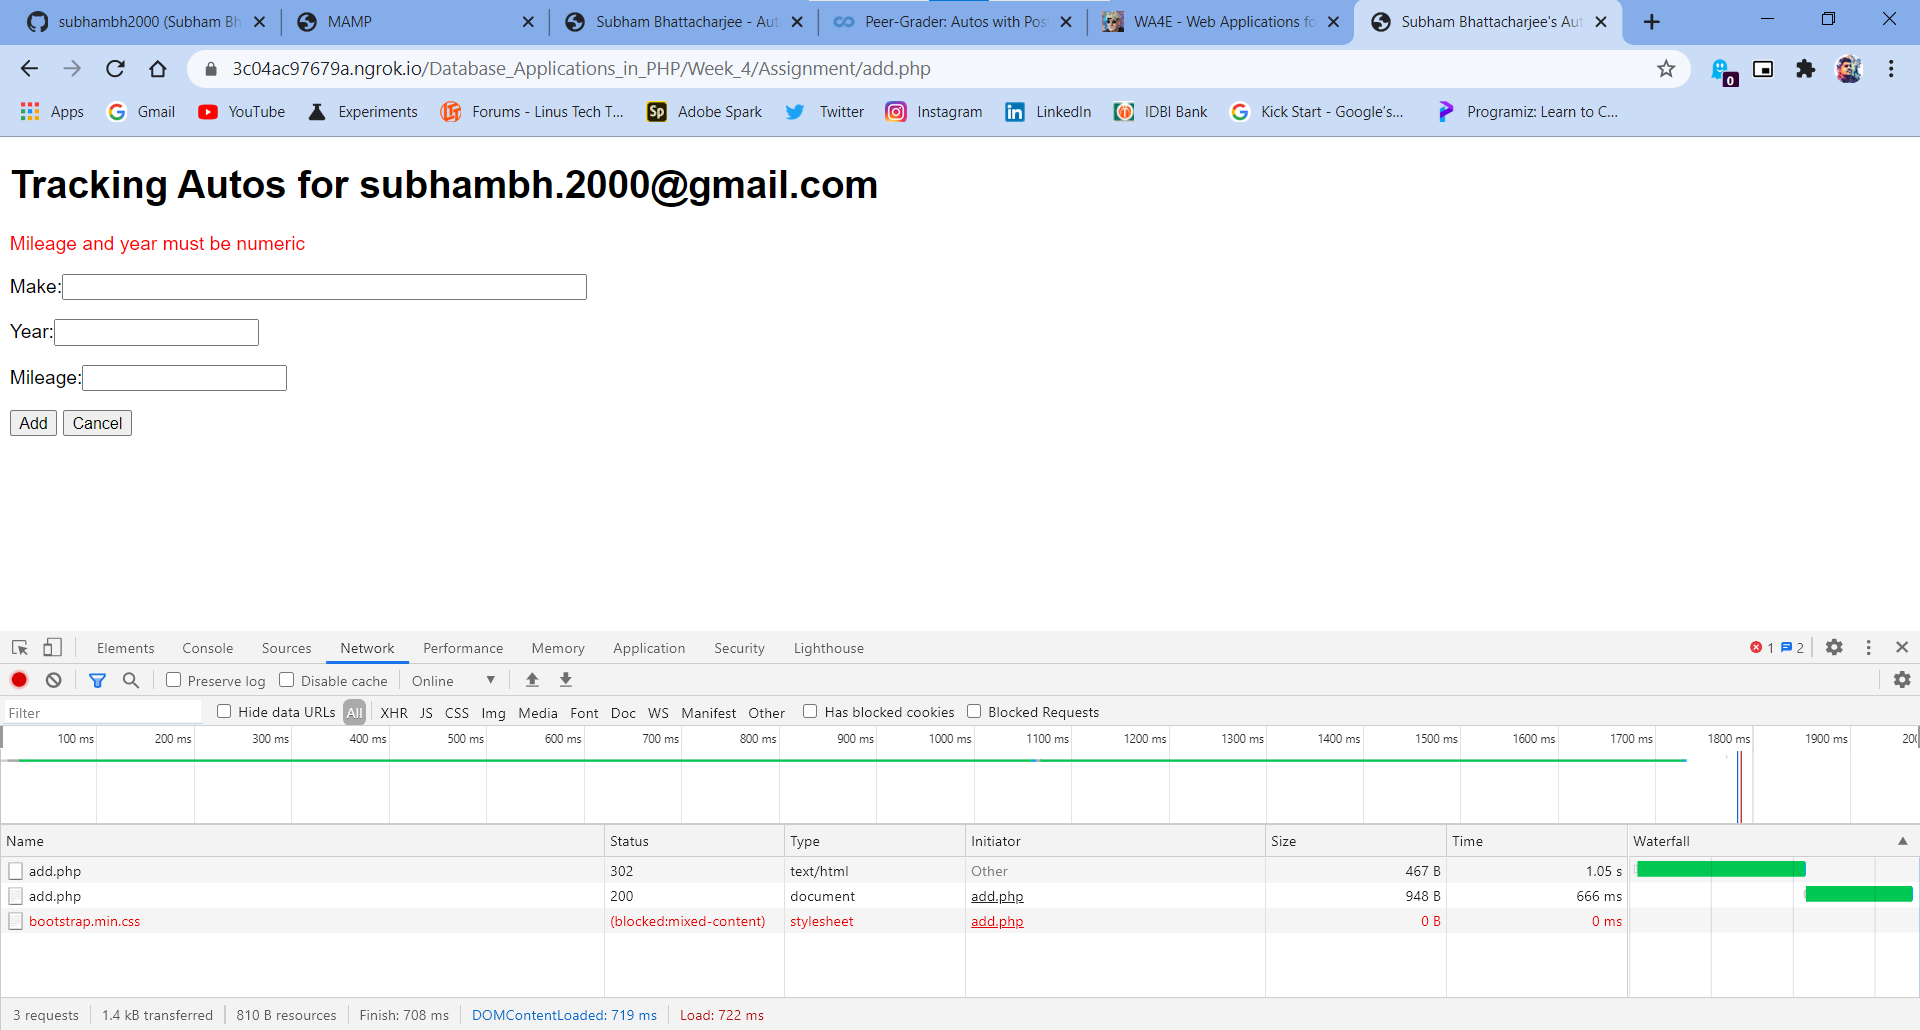 subhambh2000 (Subham Bh
MAMP
Subham Bhattacharjee - Aut
Peer-Grader: Autos with Pos
WA4E - Web Applications fo
Subham Bhattacharjee's Aut
3c04ac97679a.ngrok.io/Database_Applications_in_PHP/Week_4/Assignment/add.php
0
Apps Gmail YouTube Experiments Forums - Linus Tech T... Sp Adobe Spark Twitter Instagram LinkedIn IDBI Bank Kick Start - Google's... Programiz: Learn to C...
Tracking Autos for subhambh.2000@gmail.com
Mileage and year must be numeric
Make:
Year:
Mileage:
Add Cancel
Elements Console Sources Network Performance Memory Application Security Lighthouse 1 2
Preserve log Disable cache Online
Filter Hide data URLs All XHR JS CSS Img Media Font Doc WS Manifest Other Has blocked cookies Blocked Requests
100 ms 200 ms 300 ms 400 ms 500 ms 600 ms 700 ms 800 ms 900 ms 1000 ms 1100 ms 1200 ms 1300 ms 1400 ms 1500 ms 1600 ms 1700 ms 1800 ms 1900 ms 200
Name Status Type Initiator Size Time Waterfall
add.php 302 text/html Other 467 B 1.05 s
add.php 200 document add.php 948 B 666 ms
bootstrap.min.css (blocked:mixed-content) stylesheet add.php 0 B 0 ms
3 requests 1.4 kB transferred 810 B resources Finish: 708 ms DOMContentLoaded: 719 ms Load: 722 ms